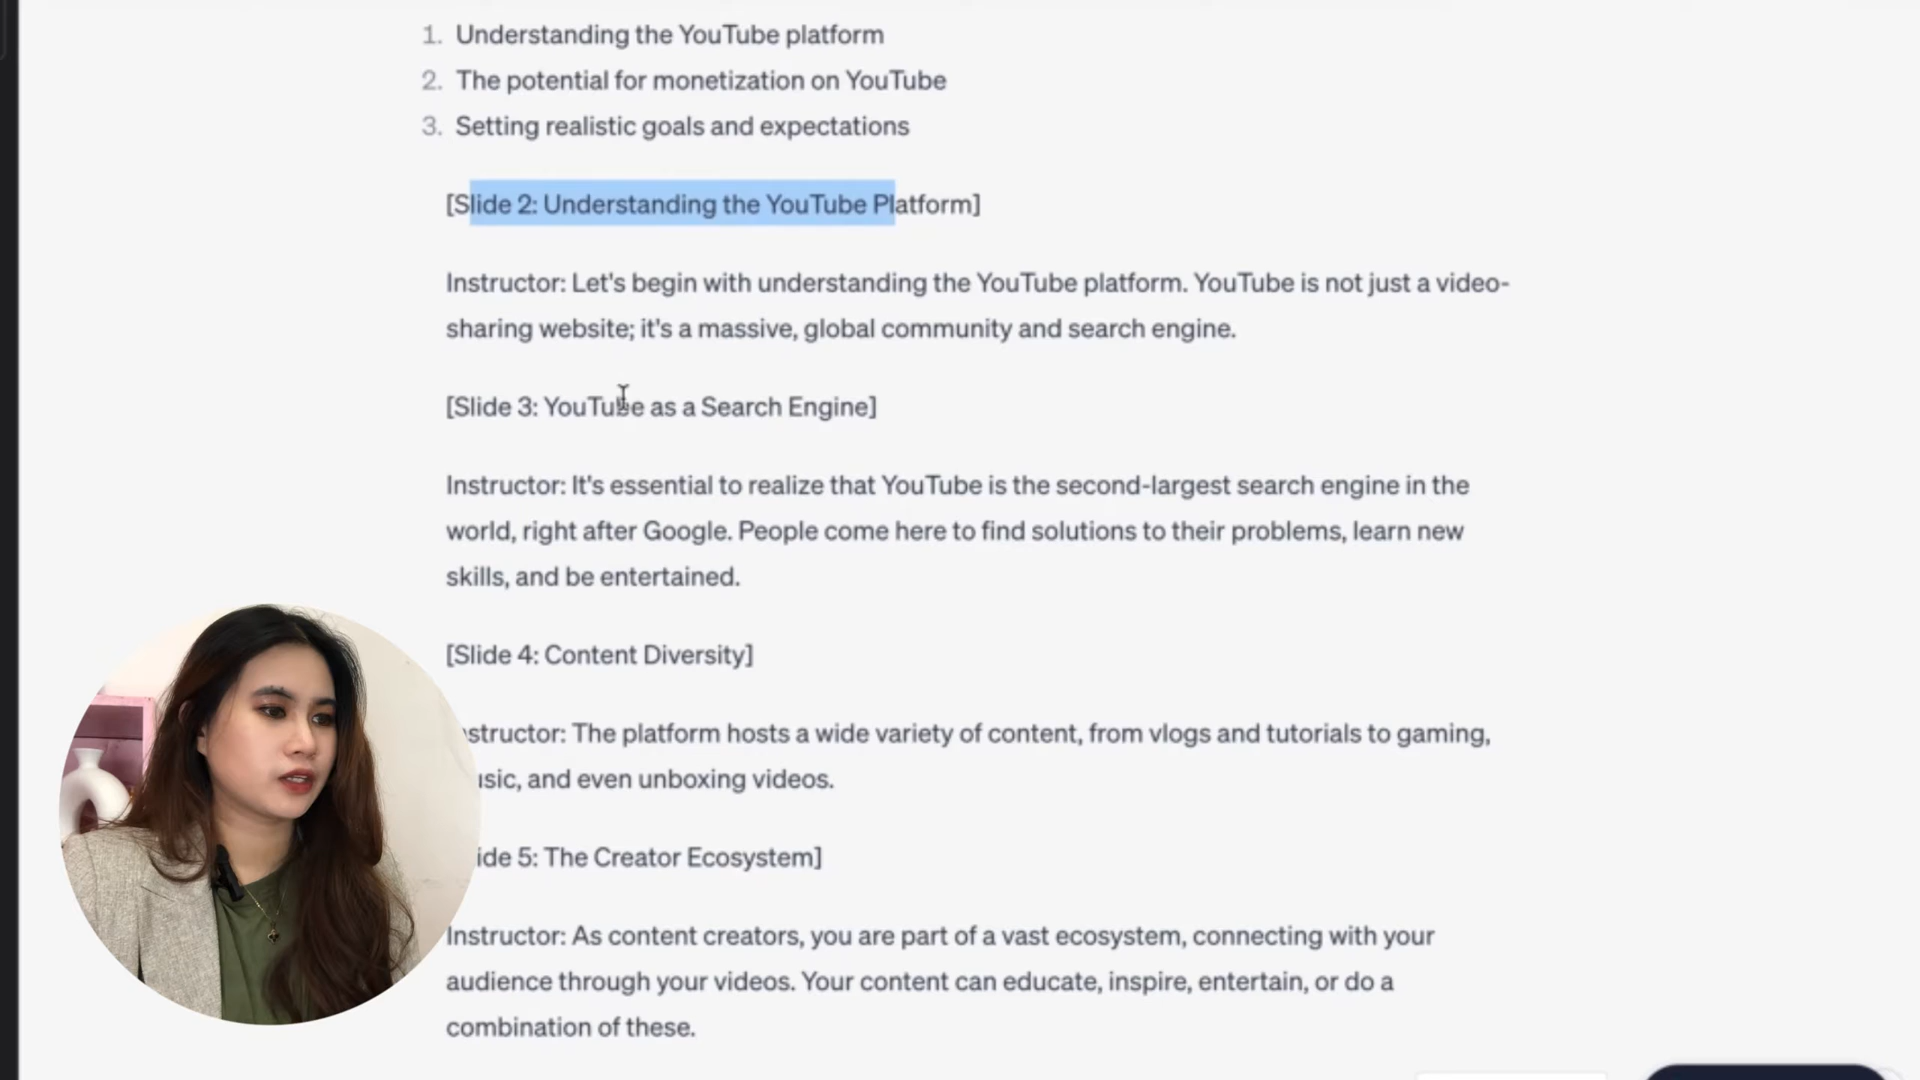 1. Understanding the YouTube platform
2. The potential for monetization on YouTube
3. Setting realistic goals and expectations
[Slide 2: Understanding the YouTube Platform]
Instructor: Let's begin with understanding the YouTube platform. YouTube is not just a video-
sharing website; it's a massive, global community and search engine.
[Slide 3: YouTube as a Search Engine]
Instructor: It's essential to realize that YouTube is the second-largest search engine in the
world, right after Google. People come here to find solutions to their problems, learn new
skills, and be entertained.
[Slide 4: Content Diversity]
structor: The platform hosts a wide variety of content, from vlogs and tutorials to gaming,
usic, and even unboxing videos.
ide 5: The Creator Ecosystem]
Instructor: As content creators, you are part of a vast ecosystem, connecting with your
audience through your videos. Your content can educate, inspire, entertain, or do a
combination of these.